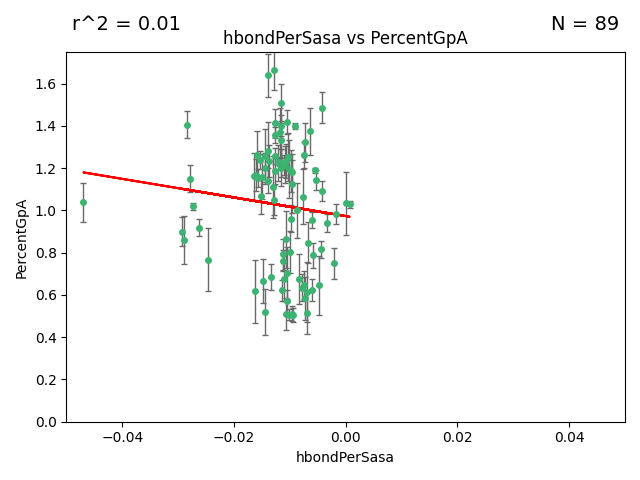 r^2 = 0.01
N = 89
hbondPerSasa vs PercentGpA
1.6
1.4
1.2
1.0
0.8
0.6
0.4
0.2
0.0
PercentGpA
−0.04
−0.02
0.00
0.02
0.04
hbondPerSasa